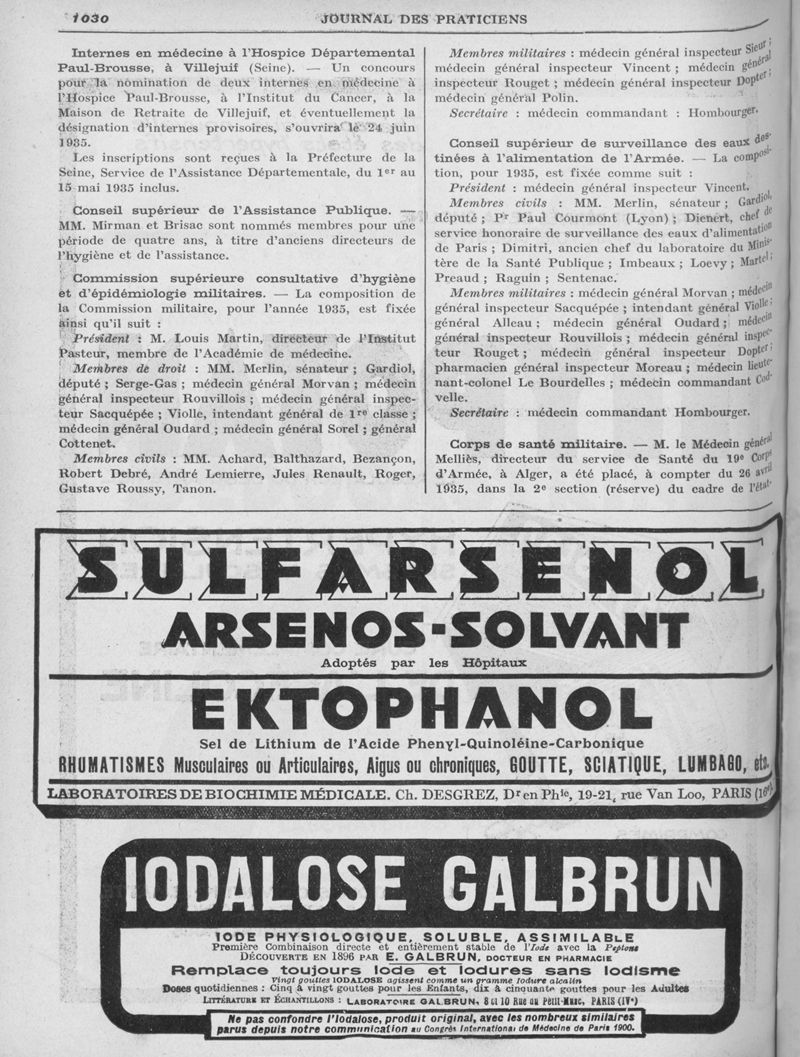 1030
JOURNAL DES PRATICIENS
Internes en médecine à l'Hospice Départemental
Paul-Brousse, à Villejuif (Seine). — Un concours
pour la nomination de deux internes en médecine à
l'Hospice Paul-Brousse, à l'Institut du Cancer, à la
Maison de Retraite de Villejuif, et éventuellement la
désignation d'internes provisoires, s'ouvrira le 24 juin
1935.
Les inscriptions sont reçues à la Préfecture de la
Seine, Service de l'Assistance Départementale, du 1er au
15 mai 1935 inclus.
Conseil supérieur de l'Assistance Publique. —
MM. Mirman et Brisac sont nommés membres pour une
période de quatre ans, à titre d'anciens directeurs de
l'hygiène et de l'assistance.
Commission supérieure consultative d'hygiène
et d'épidémiologie militaires. — La composition de
la Commission militaire, pour l'année 1935, est fixée
ainsi qu'il suit :
Président : M. Louis Martin, directeur de l'Institut
Pasteur, membre de l'Académie de médecine.
Membres de droit : MM. Merlin, sénateur ; Gardiol,
député ; Serge-Gas ; médecin général Morvan ; médecin
général inspecteur Rouvillois ; médecin général inspec-
teur Sacquépée ; Violle, intendant général de 1re classe ;
médecin général Oudard ; médecin général Sorel ; général
Cottenet.
Membres civils : MM. Achard, Balthazard, Bezançon,
Robert Debré, André Lemierre, Jules Renault, Roger,
Gustave Roussy, Tanon.
Membres militaires : médecin général inspecteur Sieur ;
médecin général inspecteur Vincent ; médecin général
inspecteur Rouget ; médecin général inspecteur Dopter ;
médecin général Polin.
Secrétaire : médecin commandant : Hombourger.
Conseil supérieur de surveillance des eaux des-
tinées à l'alimentation de l'Armée. — La composi-
tion, pour 1935, est fixée comme suit :
Président : médecin général inspecteur Vincent.
Membres civils : MM. Merlin, sénateur ; Gardiol,
député ; Pr Paul Courmont (Lyon) ; Dienert, chef de
service honoraire de surveillance des eaux d'alimentation
de Paris ; Dimitri, ancien chef du laboratoire du Minis-
tère de la Santé Publique ; Imbeaux ; Loevy ; Martel ;
Preaud ; Raguin ; Sentenac.
Membres militaires : médecin général Morvan ; médecin
général inspecteur Sacquépée ; intendant général Violle ;
médecin général Alleau ; médecin général Oudard ; médecin
général inspecteur Rouvillois ; médecin général inspec-
teur Rouget ; médecin général inspecteur Dopter ;
pharmacien général inspecteur Moreau ; médecin lieute-
nant-colonel Le Bourdelles ; médecin commandant Cod-
velle.
Secrétaire : médecin commandant Hombourger.
Corps de santé militaire. — M. le Médecin général
Melliès, directeur du service de Santé du 19e Corps
d'Armée, à Alger, a été placé, à compter du 26 avril
1935, dans la 2e section (réserve) du cadre de l'état-
SULFARSENOL
ARSENOS-SOLVANT
Adoptés par les Hôpitaux
EKTOPHANOL
Sel de Lithium de l'Acide Phenyl-Quinoléine-Carbonique
RHUMATISMES Musculaires ou Articulaires, Aigus ou chroniques, GOUTTE, SCIATIQUE, LUMBAGO, etc.
LABORATOIRES DE BIOCHIMIE MÉDICALE. Ch. DESGREZ, Dr en Phie, 19-21, rue Van Loo, PARIS (16e)
IODALOSE GALBRUN
IODE PHYSIOLOGIQUE, SOLUBLE, ASSIMILABLE
Première Combinaison directe et entièrement stable de l'Iode avec la Peptone
DÉCOUVERTE EN 1896 PAR E. GALBRUN, DOCTEUR EN PHARMACIE
Remplace toujours Iode et Iodures sans Iodisme
Vingt gouttes IODALOSE agissent comme un gramme Iodure alcalin
Doses quotidiennes : Cinq à vingt gouttes pour les Enfants, dix à cinquante gouttes pour les Adultes
LITTÉRATURE ET ÉCHANTILLONS : LABORATOIRE GALBRUN, 8 et 10 Rue du Petit-Musc, PARIS (IVe)
Ne pas confondre l'Iodalose, produit original, avec les nombreux similaires
parus depuis notre communication au Congrès International de Médecine de Paris 1900.